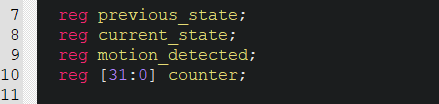 7 reg previous_state;
8 reg current_state;
9 reg motion_detected;
10 reg [31:0] counter;
11